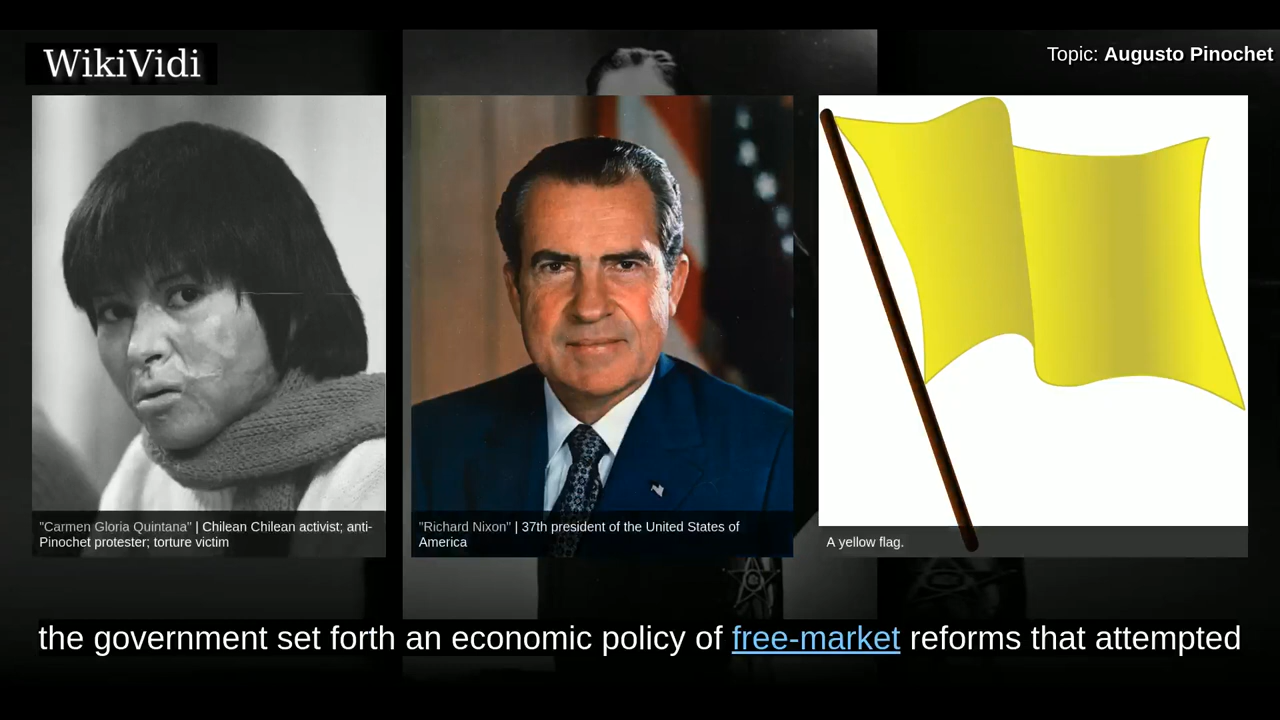 WikiVidi
Topic: Augusto Pinochet
"Carmen Gloria Quintana" | Chilean Chilean activist; anti-
Pinochet protester; torture victim
"Richard Nixon" | 37th president of the United States of
America
A yellow flag.
the government set forth an economic policy of free-market reforms that attempted